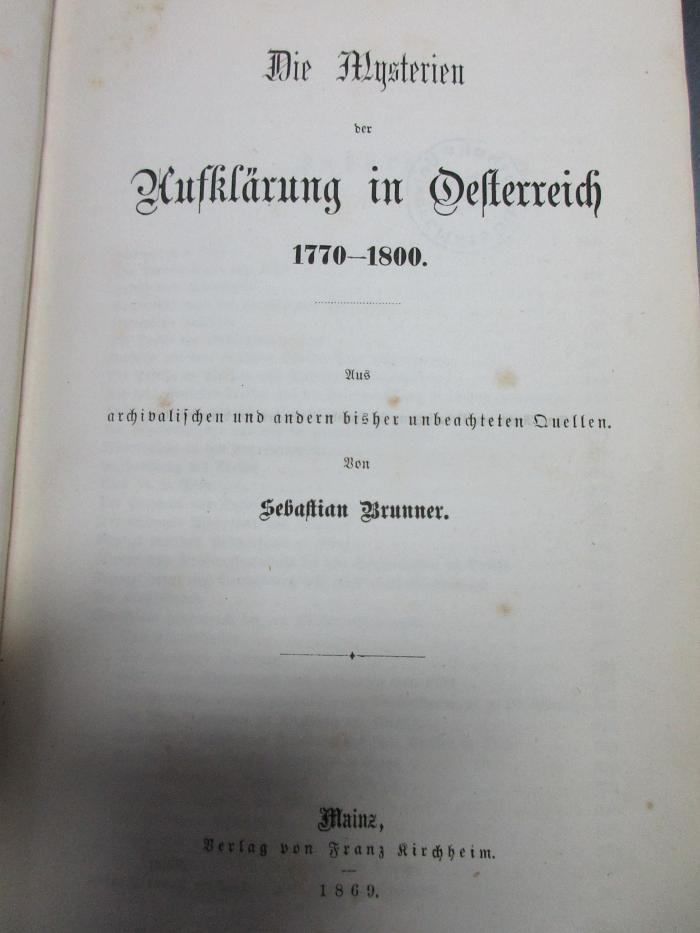 Die Mysterien
der
Aufklärung in Oesterreich
1770—1800.
Aus
archivalischen und andern bisher unbeachteten Quellen.
Von
Sebastian Brunner.
Mainz,
Verlag von Franz Kirchheim.
1869.